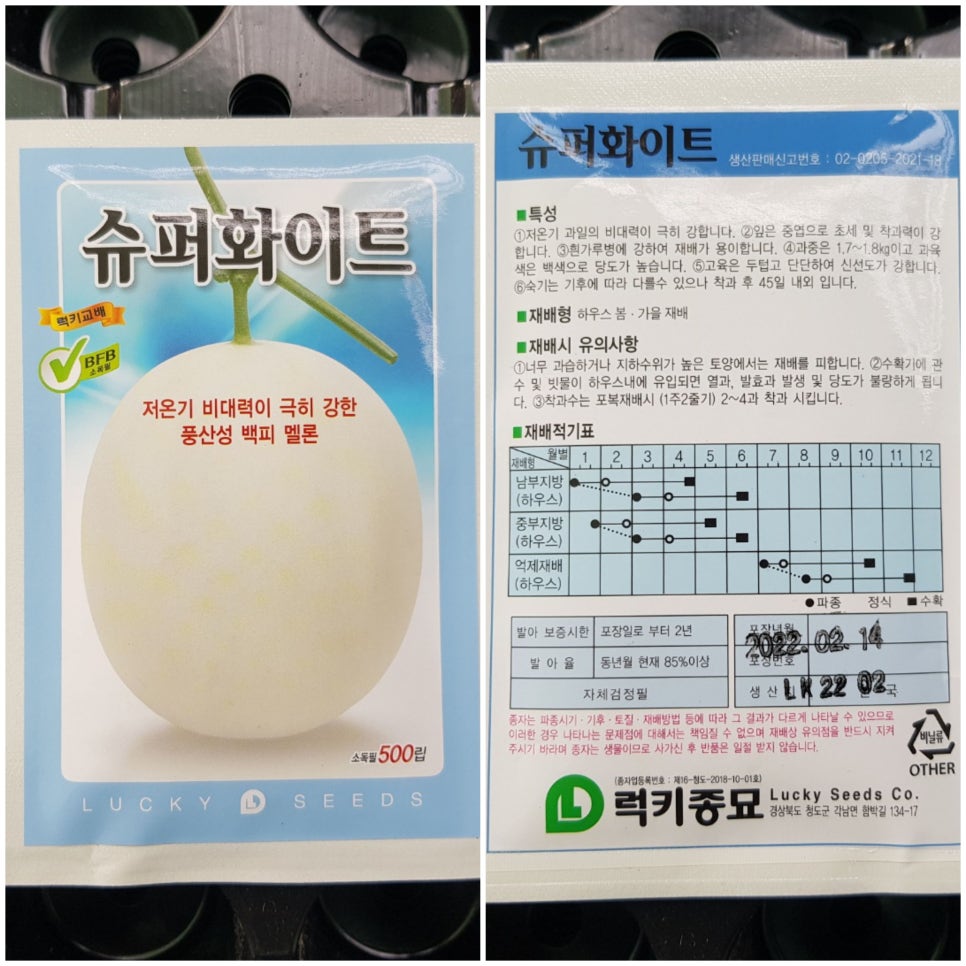 슈퍼화이트
럭키교배
BFB
소독필
저온기 비대력이 극히 강한
풍산성 백피 멜론
소독필 500립
LUCKY SEEDS
슈퍼화이트 생산판매신고번호 : 02-0205-2021-18
■특성
①저온기 과일의 비대력이 극히 강합니다. ②잎은 중엽으로 초세 및 착과력이 강
합니다. ③흰가루병에 강하여 재배가 용이합니다. ④과중은 1.7~1.8kg이고 과육
색은 백색으로 당도가 높습니다. ⑤고육은 두텁고 단단하여 신선도가 강합니다.
⑥숙기는 기후에 따라 다를수 있으나 착과 후 45일 내외 입니다.
■재배형 하우스 봄 · 가을 재배
■재배시 유의사항
①너무 과습하거나 지하수위가 높은 토양에서는 재배를 피합니다. ②수확기에 관
수 및 빗물이 하우스내에 유입되면 열과, 발효과 발생 및 당도가 불량하게 됩니
다. ③착과수는 포복재배시 (1주2줄기) 2~4과 착과 시킵니다.
■재배적기표
재배형 월별 1 2 3 4 5 6 7 8 9 10 11 12
남부지방
(하우스)
중부지방
(하우스)
억제재배
(하우스)
●파종 정식 ■수확
발아 보증시한 포장일로 부터 2년
발 아 율 동년월 현재 85%이상
자체검정필
포장년월 2022. 02. 14
포장번호 LK 22 02
생 산 국
종자는 파종시기 · 기후 · 토질 · 재배방법 등에 따라 그 결과가 다르게 나타날 수 있으므로
이러한 경우 나타나는 문제점에 대해서는 책임질 수 없으며 재배상 유의점을 반드시 지켜
주시기 바라며 종자는 생물이므로 사가신 후 반품은 일절 받지 않습니다.
비닐류
OTHER
(종자업등록번호 : 제16-청도-2018-10-01호)
럭키종묘 Lucky Seeds Co.
경상북도 청도군 각남면 함박길 134-17